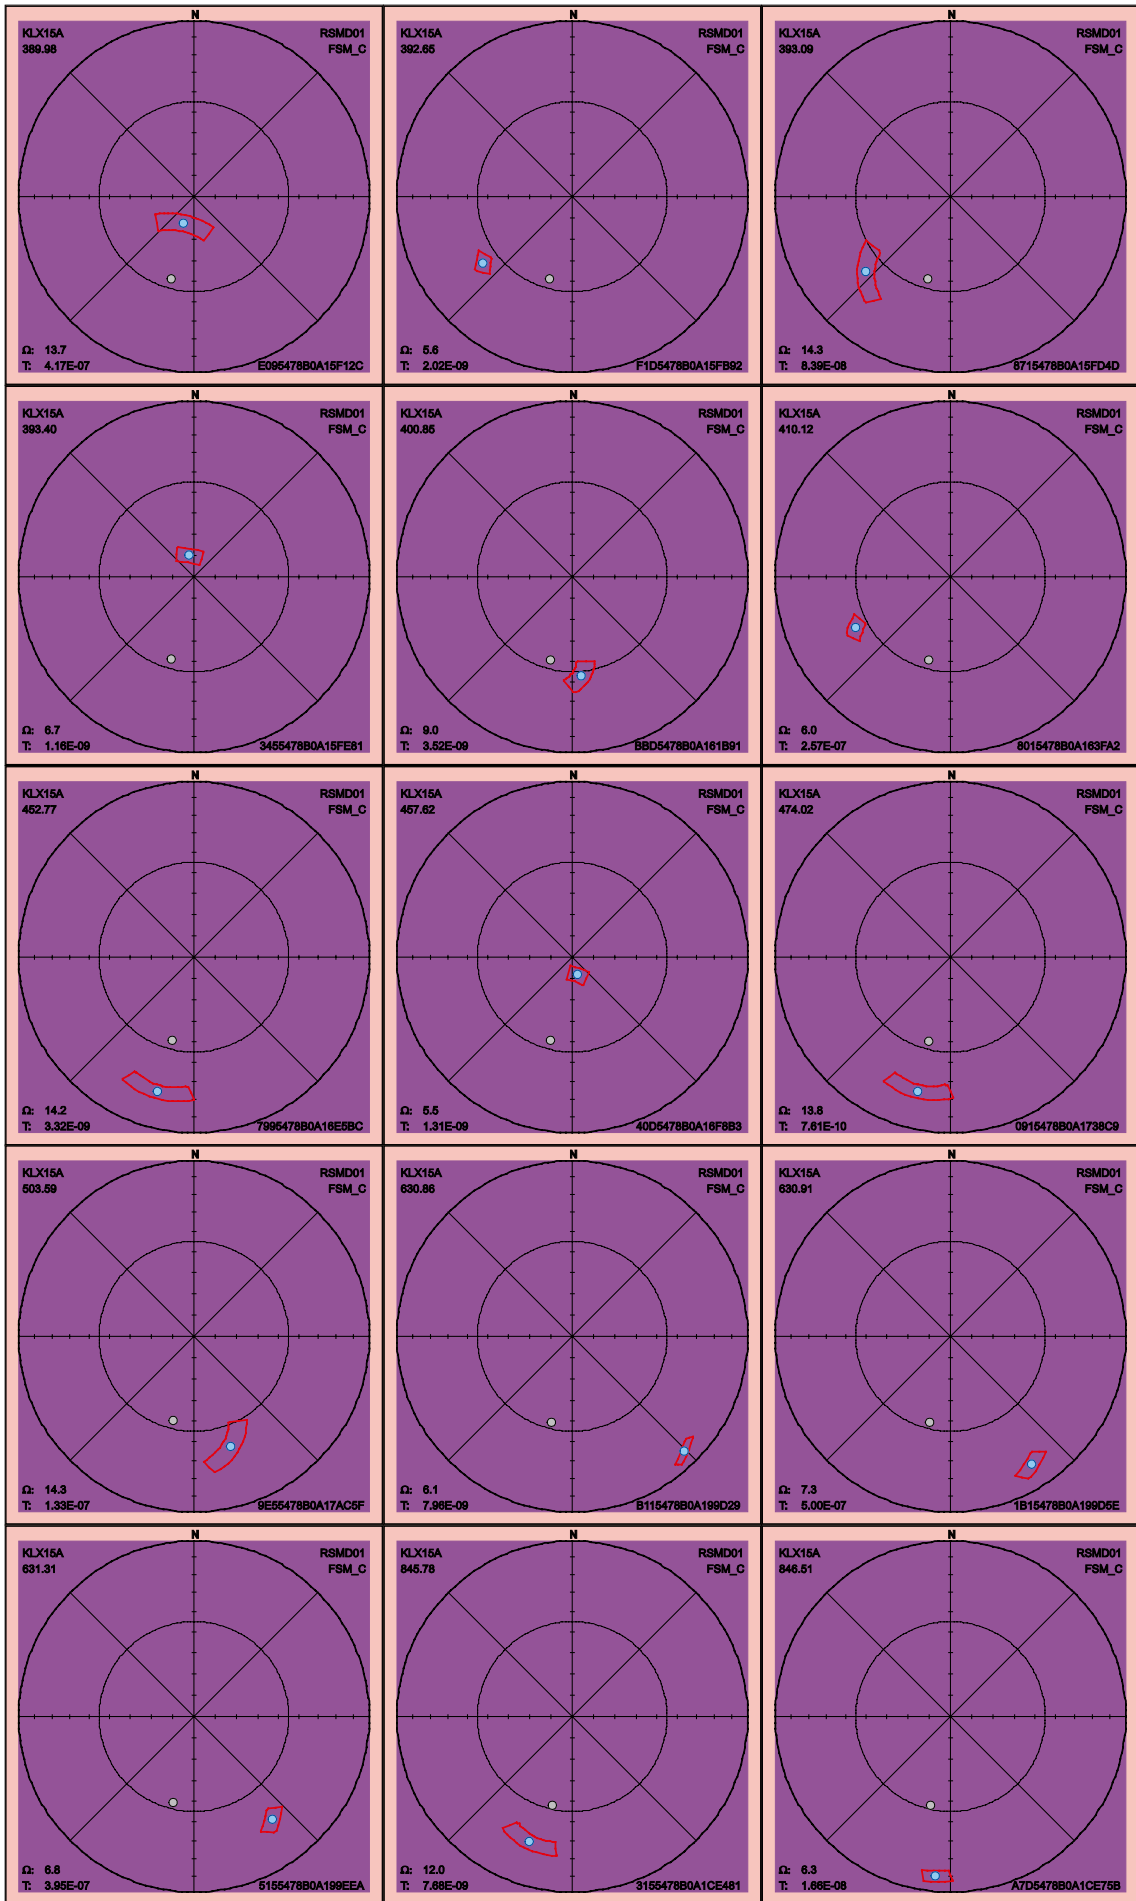 N
KLX15A RSMD01
389.98 FSM_C
Ω: 13.7
T: 4.17E-07 E095478B0A15F12C
N
KLX15A RSMD01
392.65 FSM_C
Ω: 5.6
T: 2.02E-09 F1D5478B0A15FB92
N
KLX15A RSMD01
393.09 FSM_C
Ω: 14.3
T: 8.39E-08 8715478B0A15FD4D
N
KLX15A RSMD01
393.40 FSM_C
Ω: 6.7
T: 1.16E-09 3455478B0A15FE81
N
KLX15A RSMD01
400.85 FSM_C
Ω: 9.0
T: 3.52E-09 BBD5478B0A161B91
N
KLX15A RSMD01
410.12 FSM_C
Ω: 6.0
T: 2.57E-07 8015478B0A163FA2
N
KLX15A RSMD01
452.77 FSM_C
Ω: 14.2
T: 3.32E-09 7995478B0A16E5BC
N
KLX15A RSMD01
457.62 FSM_C
Ω: 5.5
T: 1.31E-09 40D5478B0A16F8B3
N
KLX15A RSMD01
474.02 FSM_C
Ω: 13.8
T: 7.61E-10 0915478B0A1738C9
N
KLX15A RSMD01
503.59 FSM_C
Ω: 14.3
T: 1.33E-07 9E55478B0A17AC5F
N
KLX15A RSMD01
630.86 FSM_C
Ω: 6.1
T: 7.96E-09 B115478B0A199D29
N
KLX15A RSMD01
630.91 FSM_C
Ω: 7.3
T: 5.00E-07 1B15478B0A199D5E
N
KLX15A RSMD01
631.31 FSM_C
Ω: 6.8
T: 3.95E-07 5155478B0A199EEA
N
KLX15A RSMD01
845.78 FSM_C
Ω: 12.0
T: 7.68E-09 3155478B0A1CE481
N
KLX15A RSMD01
846.51 FSM_C
Ω: 6.3
T: 1.66E-08 A7D5478B0A1CE75B